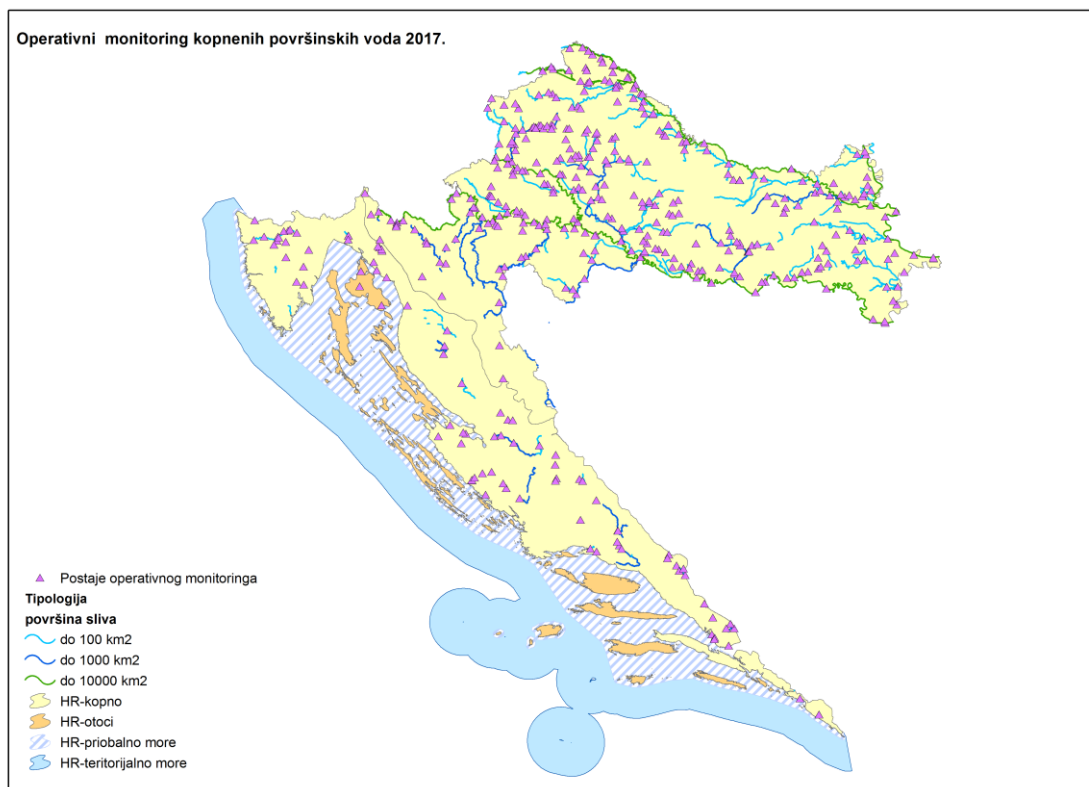 Operativni monitoring kopnenih površinskih voda 2017.
Postaje operativnog monitoringa
Tipologija
površina sliva
do 100 km2
do 1000 km2
do 10000 km2
HR-kopno
HR-otoci
HR-priobalno more
HR-teritorijalno more